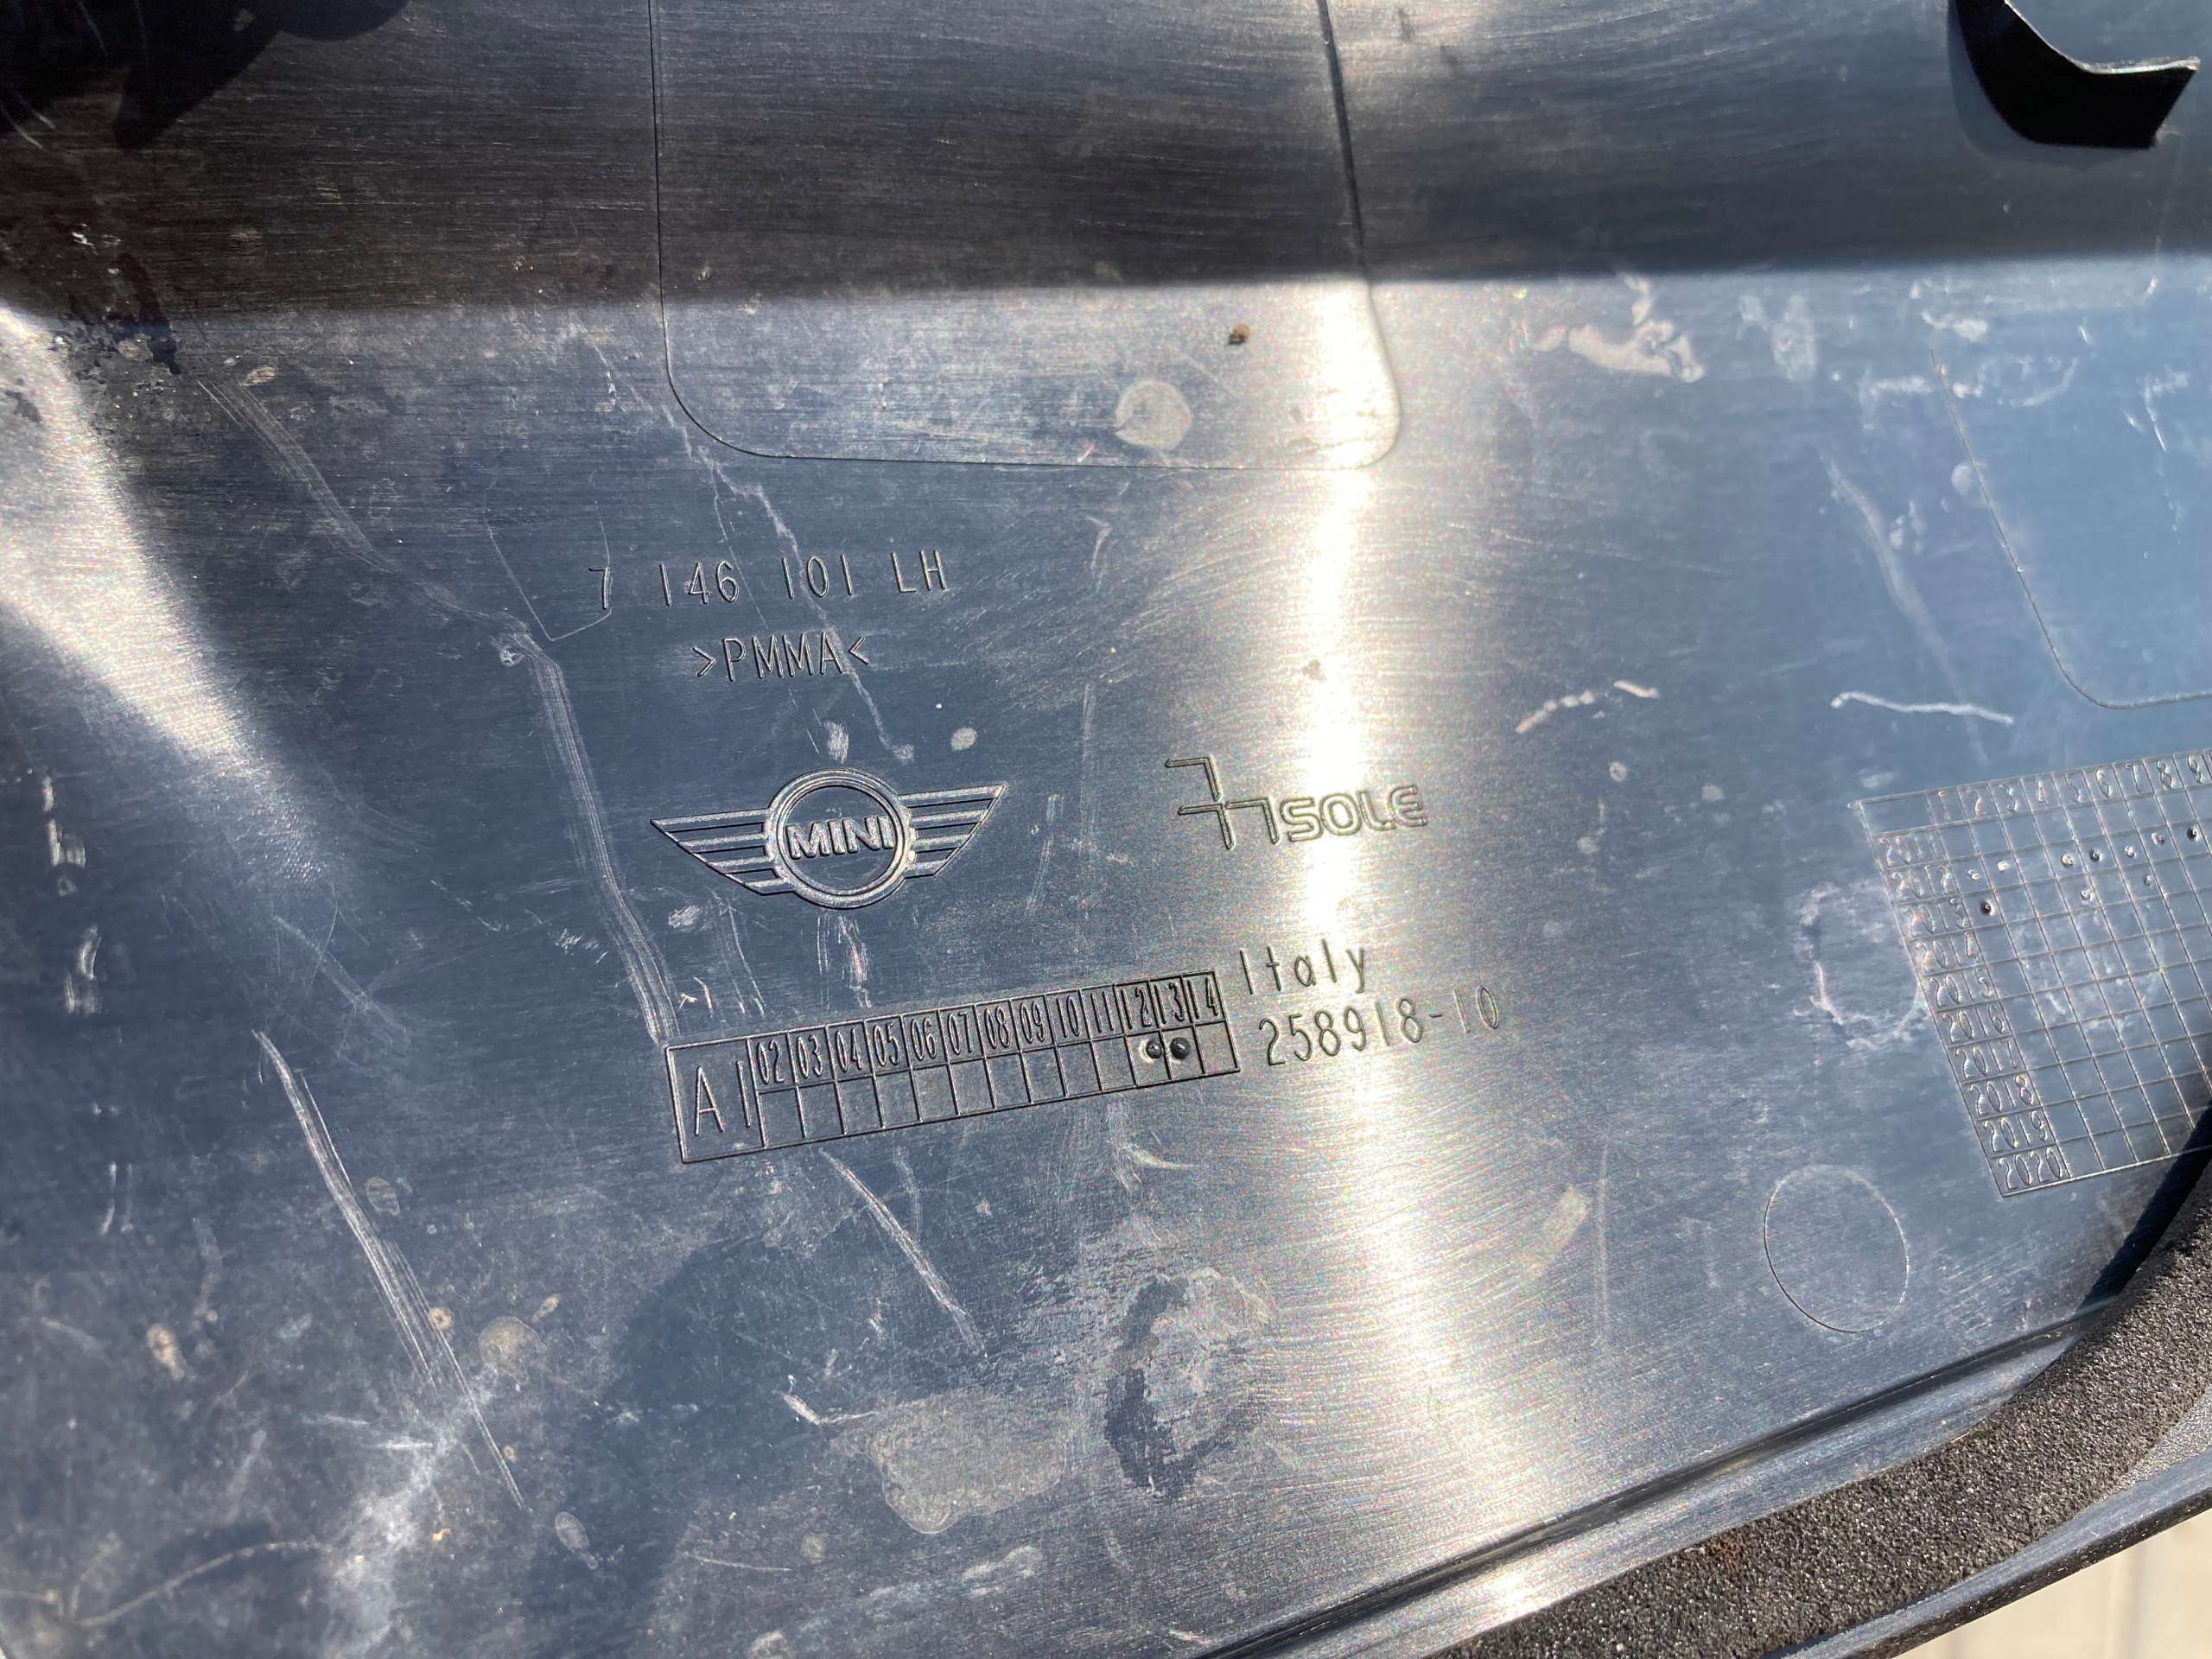 7 146 101 LH
>PMMA<
MINI
SOLE
Italy
258918-10
A1 02 03 04 05 06 07 08 09 10 11 12 13 14
1 2 3 4 5 6 7 8 9
2011
2012
2013
2014
2015
2016
2017
2018
2019
2020